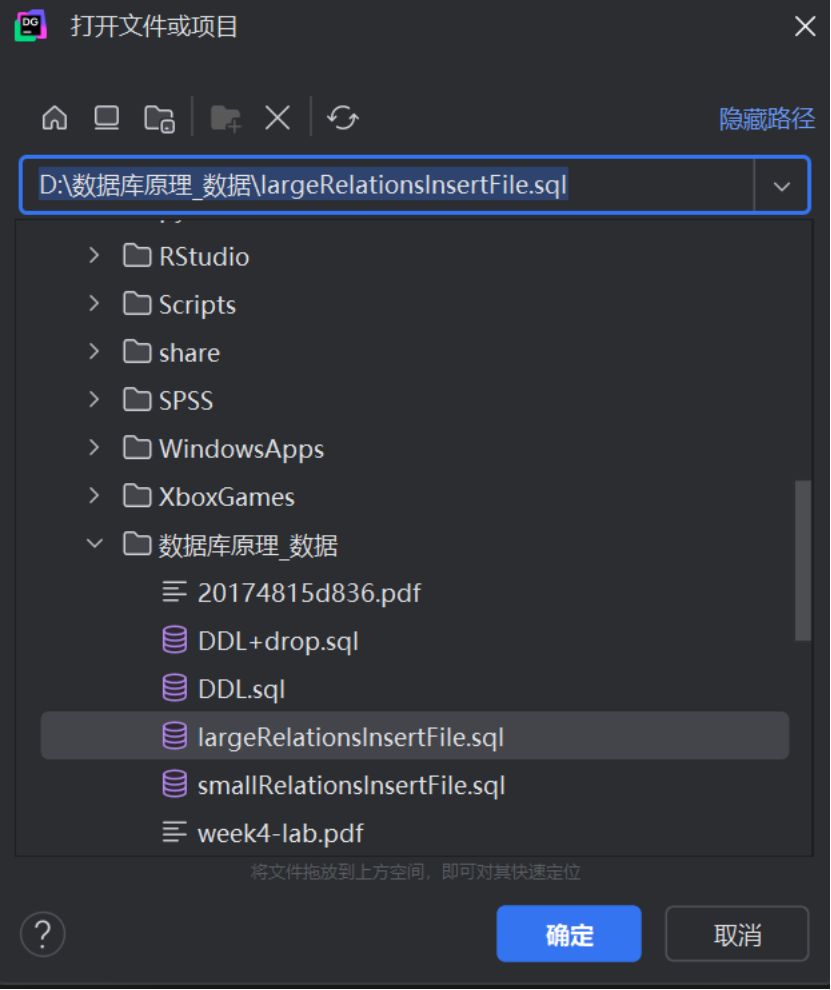 DG 打开文件或项目
隐藏路径
D:\数据库原理_数据\largeRelationsInsertFile.sql
RStudio
Scripts
share
SPSS
WindowsApps
XboxGames
数据库原理_数据
20174815d836.pdf
DDL+drop.sql
DDL.sql
largeRelationsInsertFile.sql
smallRelationsInsertFile.sql
week4-lab.pdf
将文件拖放到上方空间，即可对其快速定位
? 确定 取消